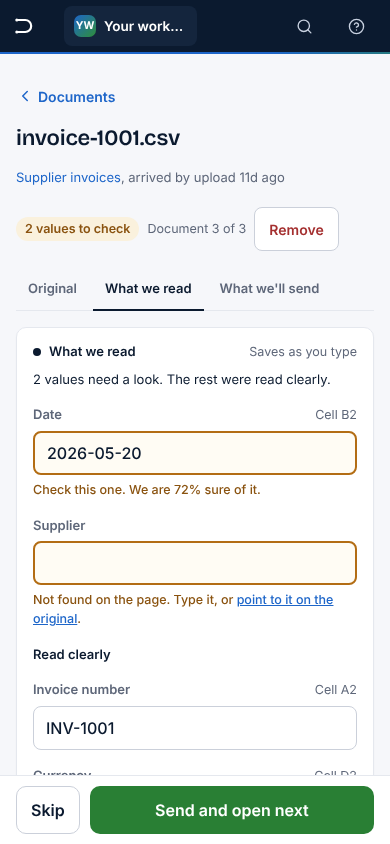 YW Your work...
Documents
invoice-1001.csv
Supplier invoices, arrived by upload 11d ago
2 values to check Document 3 of 3 Remove
Original What we read What we'll send
What we read Saves as you type
2 values need a look. The rest were read clearly.
Date Cell B2
2026-05-20
Check this one. We are 72% sure of it.
Supplier
Not found on the page. Type it, or point to it on the
original.
Read clearly
Invoice number Cell A2
INV-1001
Currency Cell D2
Skip Send and open next